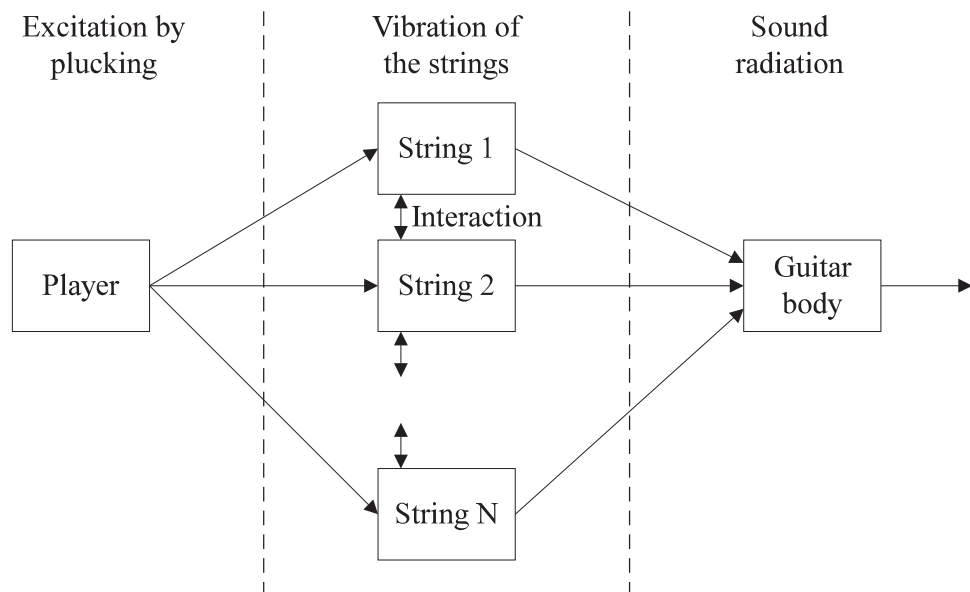 Excitation by
plucking
Vibration of
the strings
Sound
radiation
String 1
Interaction
Player
String 2
Guitar
body
String N